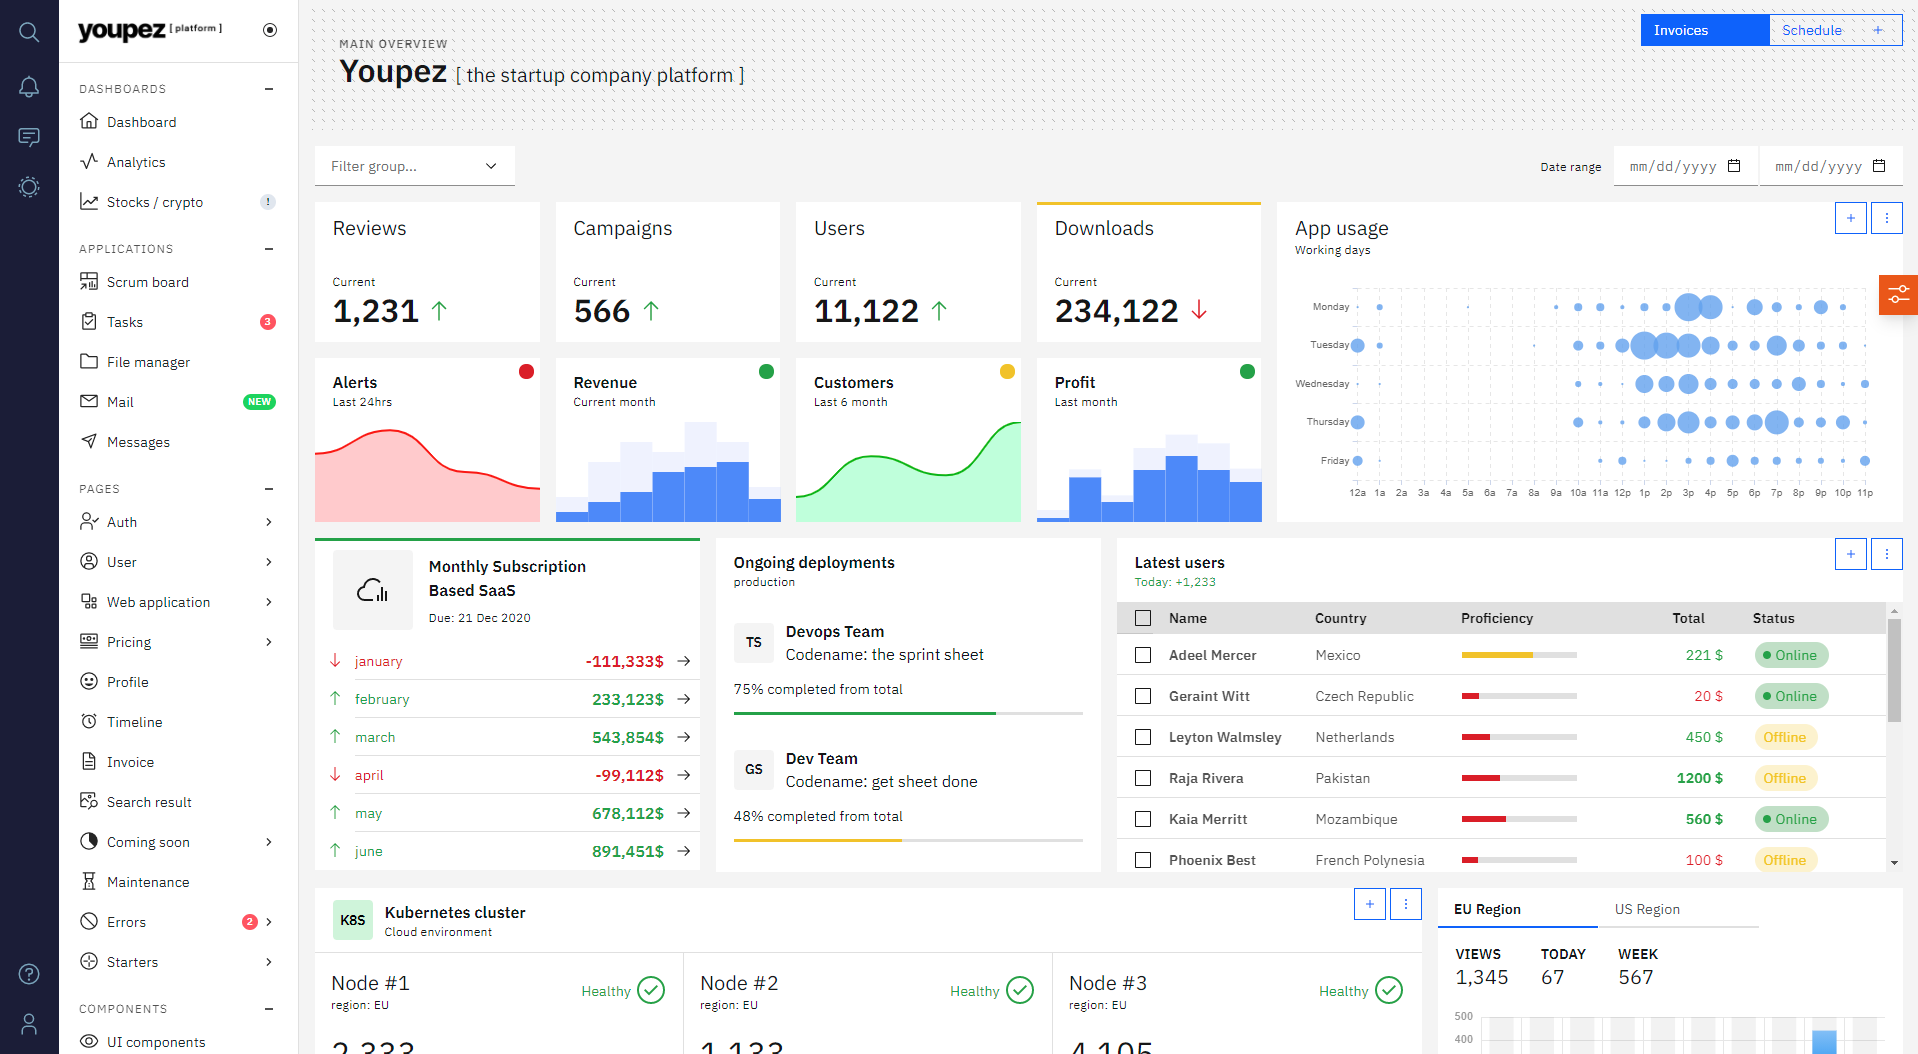 youpez [ platform ]
DASHBOARDS
Dashboard
Analytics
Stocks / crypto !
APPLICATIONS
Scrum board
Tasks 3
File manager
Mail NEW
Messages
PAGES
Auth
User
Web application
Pricing
Profile
Timeline
Invoice
Search result
Coming soon
Maintenance
Errors 2
Starters
COMPONENTS
UI components
MAIN OVERVIEW
Youpez [ the startup company platform ]
Invoices
Schedule +
Filter group...
Date range mm/dd/yyyy mm/dd/yyyy
Reviews
Current
1,231
Campaigns
Current
566
Users
Current
11,122
Downloads
Current
234,122
App usage
Working days
+
Monday
Tuesday
Wednesday
Thursday
Friday
12a 1a 2a 3a 4a 5a 6a 7a 8a 9a 10a 11a 12p 1p 2p 3p 4p 5p 6p 7p 8p 9p 10p 11p
Alerts
Last 24hrs
Revenue
Current month
Customers
Last 6 month
Profit
Last month
Monthly Subscription
Based SaaS
Due: 21 Dec 2020
january -111,333$
february 233,123$
march 543,854$
april -99,112$
may 678,112$
june 891,451$
Ongoing deployments
production
TS
Devops Team
Codename: the sprint sheet
75% completed from total
GS
Dev Team
Codename: get sheet done
48% completed from total
Latest users
Today: +1,233
+
Name Country Proficiency Total Status
Adeel Mercer Mexico 221 $ Online
Geraint Witt Czech Republic 20 $ Online
Leyton Walmsley Netherlands 450 $ Offline
Raja Rivera Pakistan 1200 $ Offline
Kaia Merritt Mozambique 560 $ Online
Phoenix Best French Polynesia 100 $ Offline
K8S
Kubernetes cluster
Cloud environment
+
Node #1
region: EU
Healthy
2,333
Node #2
region: EU
Healthy
1,133
Node #3
region: EU
Healthy
4,105
EU Region US Region
VIEWS TODAY WEEK
1,345 67 567
500
400